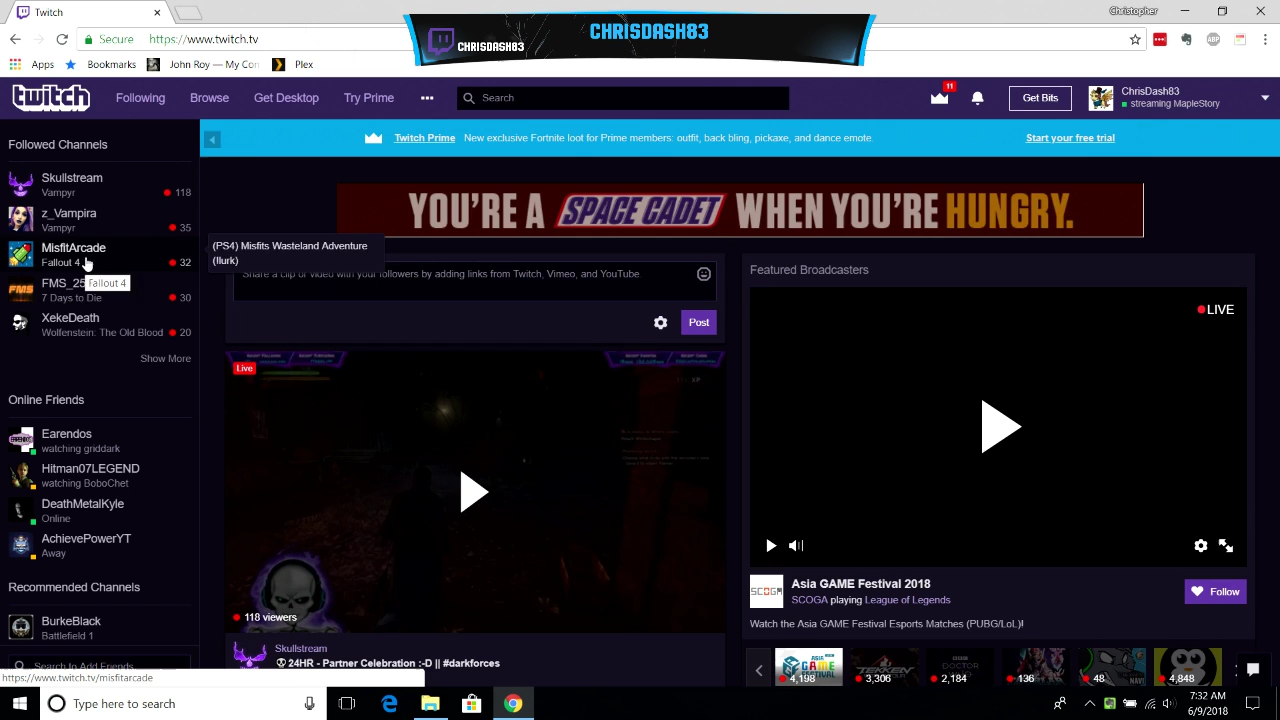 Twitch
Christopher
Secure
https://www.twitch.tv
CHRISDASH83
CHRISDASH83
Apps
Bookmarks
John Roy — My Con
Plex
twitch
Following
Browse
Get Desktop
Try Prime
Search
11
Get Bits
ChrisDash83
streaming MapleStory
Followed Channels
Twitch Prime New exclusive Fortnite loot for Prime members: outfit, back bling, pickaxe, and dance emote. Start your free trial
Skullstream
Vampyr 118
z_Vampira
Vampyr 35
MisfitArcade
Fallout 4 32
Fallout 4
(PS4) Misfits Wasteland Adventure
(!lurk)
FMS_25
7 Days to Die 30
XekeDeath
Wolfenstein: The Old Blood 20
Show More
YOU'RE A SPACE CADET WHEN YOU'RE HUNGRY.
Share a clip or video with your followers by adding links from Twitch, Vimeo, and YouTube.
Post
Live
118 viewers
Skullstream
24HR - Partner Celebration :-D || #darkforces
Featured Broadcasters
LIVE
Asia GAME Festival 2018
SCOGA playing League of Legends
Follow
Watch the Asia GAME Festival Esports Matches (PUBG/LoL)!
4,198
3,306
2,184
136
48
4,848
Online Friends
Earendos
watching griddark
Hitman07LEGEND
watching BoboChet
DeathMetalKyle
Online
AchievePowerYT
Away
Recommended Channels
BurkeBlack
Battlefield 1
Search to Add Friends
https://www.twitch.tv/misfitarcade
Type here to search
7:32 AM
6/9/2018